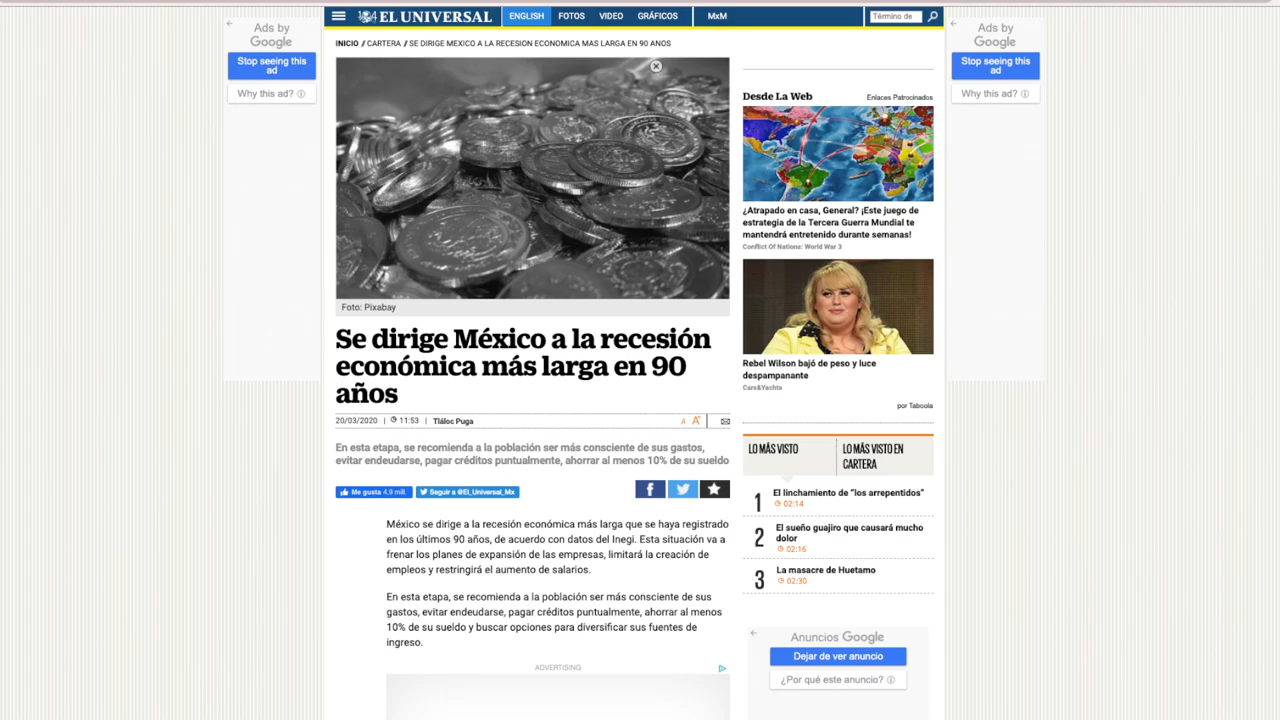 EL UNIVERSAL
ENGLISH FOTOS VIDEO GRÁFICOS MxM
Término de
Ads by
Google
Stop seeing this
ad
Why this ad?
INICIO // CARTERA // SE DIRIGE MEXICO A LA RECESION ECONOMICA MAS LARGA EN 90 ANOS
Foto: Pixabay
Se dirige México a la recesión
económica más larga en 90
años
20/03/2020 | 11:53 | Tláloc Puga
A A+
En esta etapa, se recomienda a la población ser más consciente de sus gastos,
evitar endeudarse, pagar créditos puntualmente, ahorrar al menos 10% de su sueldo
Me gusta 4,9 mill.
Seguir a @El_Universal_Mx
México se dirige a la recesión económica más larga que se haya registrado
en los últimos 90 años, de acuerdo con datos del Inegi. Esta situación va a
frenar los planes de expansión de las empresas, limitará la creación de
empleos y restringirá el aumento de salarios.
En esta etapa, se recomienda a la población ser más consciente de sus
gastos, evitar endeudarse, pagar créditos puntualmente, ahorrar al menos
10% de su sueldo y buscar opciones para diversificar sus fuentes de
ingreso.
ADVERTISING
Desde La Web
Enlaces Patrocinados
¿Atrapado en casa, General? ¡Este juego de
estrategia de la Tercera Guerra Mundial te
mantendrá entretenido durante semanas!
Conflict Of Nations: World War 3
Rebel Wilson bajó de peso y luce
despampanante
Cars&Yachts
por Taboola
LO MÁS VISTO
LO MÁS VISTO EN
CARTERA
1 El linchamiento de "los arrepentidos"
02:14
2 El sueño guajiro que causará mucho
dolor
02:16
3 La masacre de Huetamo
02:30
Anuncios Google
Dejar de ver anuncio
¿Por qué este anuncio?
Ads by
Google
Stop seeing this
ad
Why this ad?